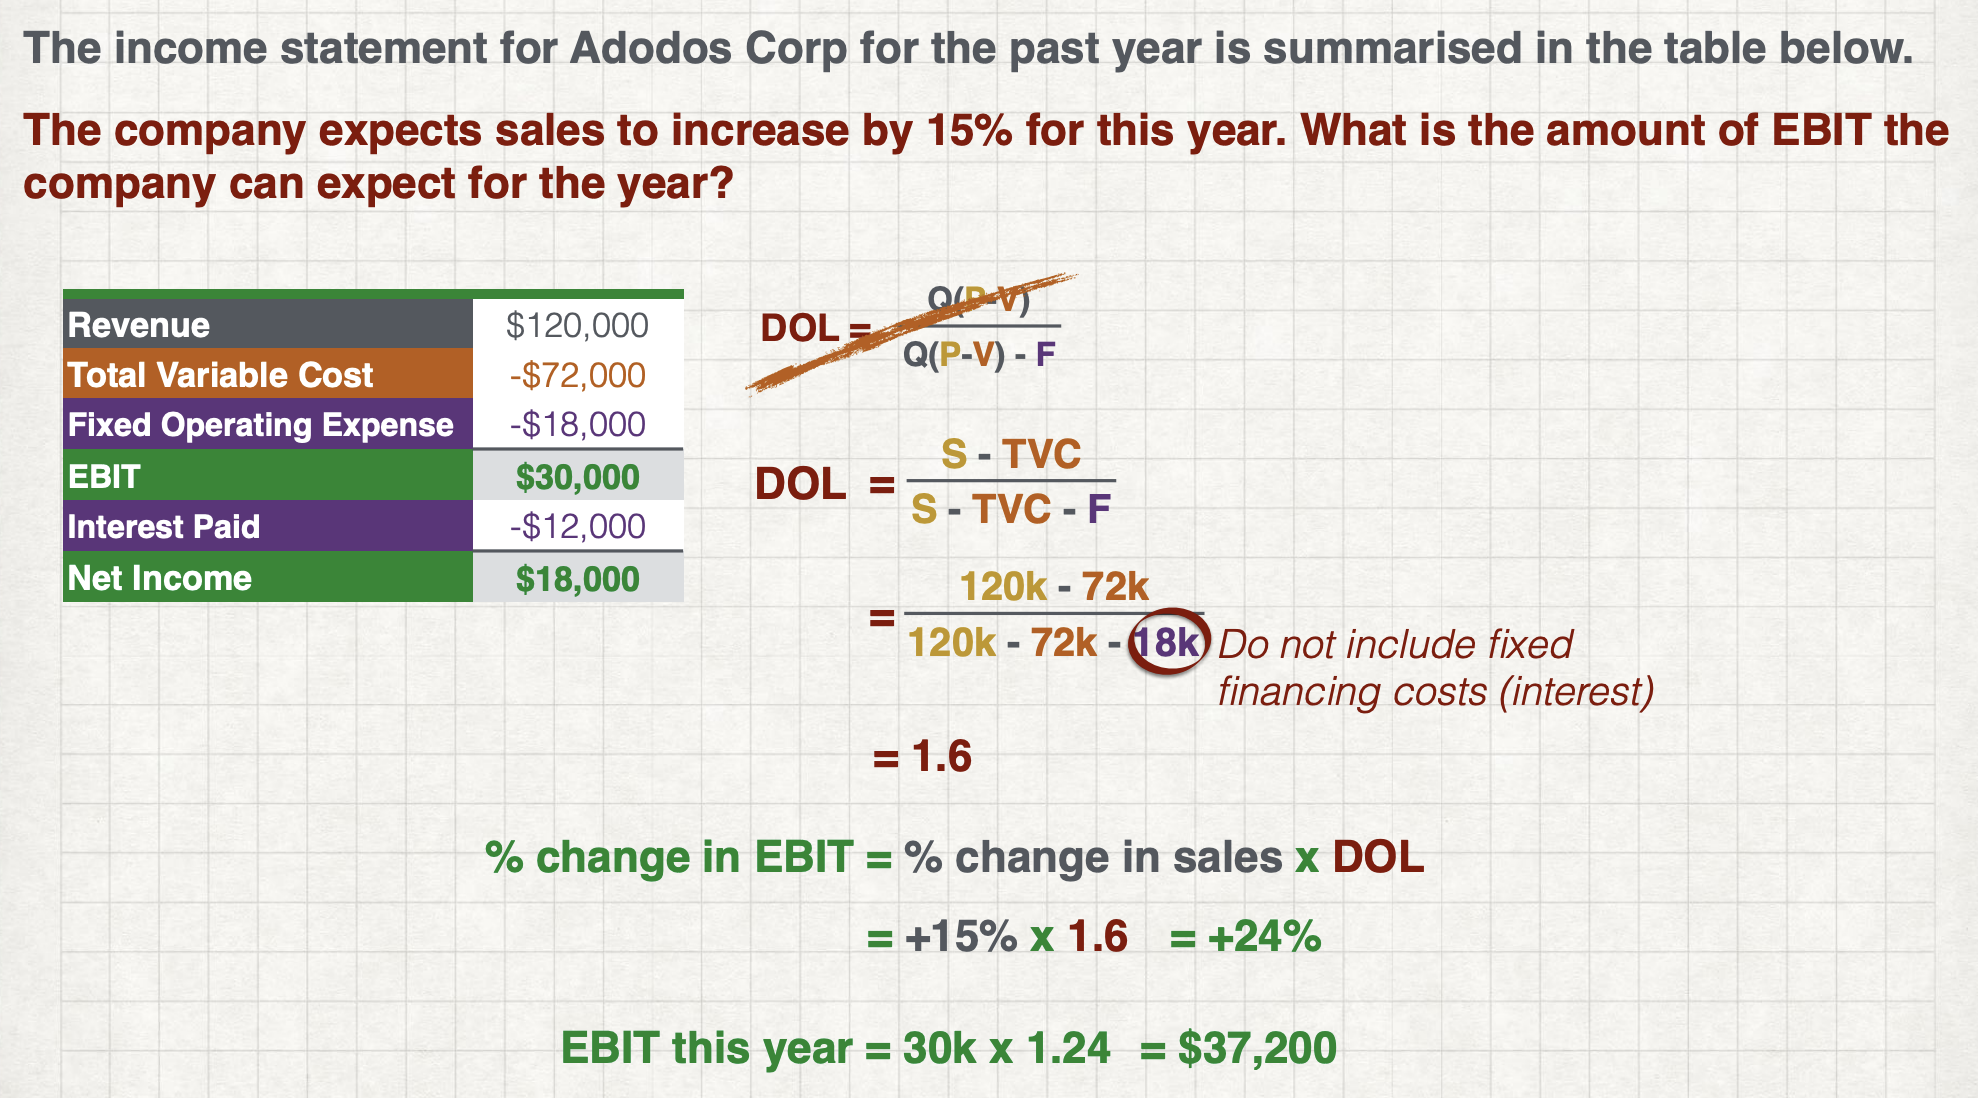 The income statement for Adodos Corp for the past year is summarised in the table below.
The company expects sales to increase by 15% for this year. What is the amount of EBIT the
company can expect for the year?
Revenue $120,000
Total Variable Cost -$72,000
Fixed Operating Expense -$18,000
EBIT $30,000
Interest Paid -$12,000
Net Income $18,000
Q(P-V)
DOL =
Q(P-V) - F
S - TVC
DOL =
S - TVC - F
120k - 72k
=
120k - 72k - 18k
Do not include fixed
financing costs (interest)
= 1.6
% change in EBIT = % change in sales x DOL
= +15% x 1.6 = +24%
EBIT this year = 30k x 1.24 = $37,200